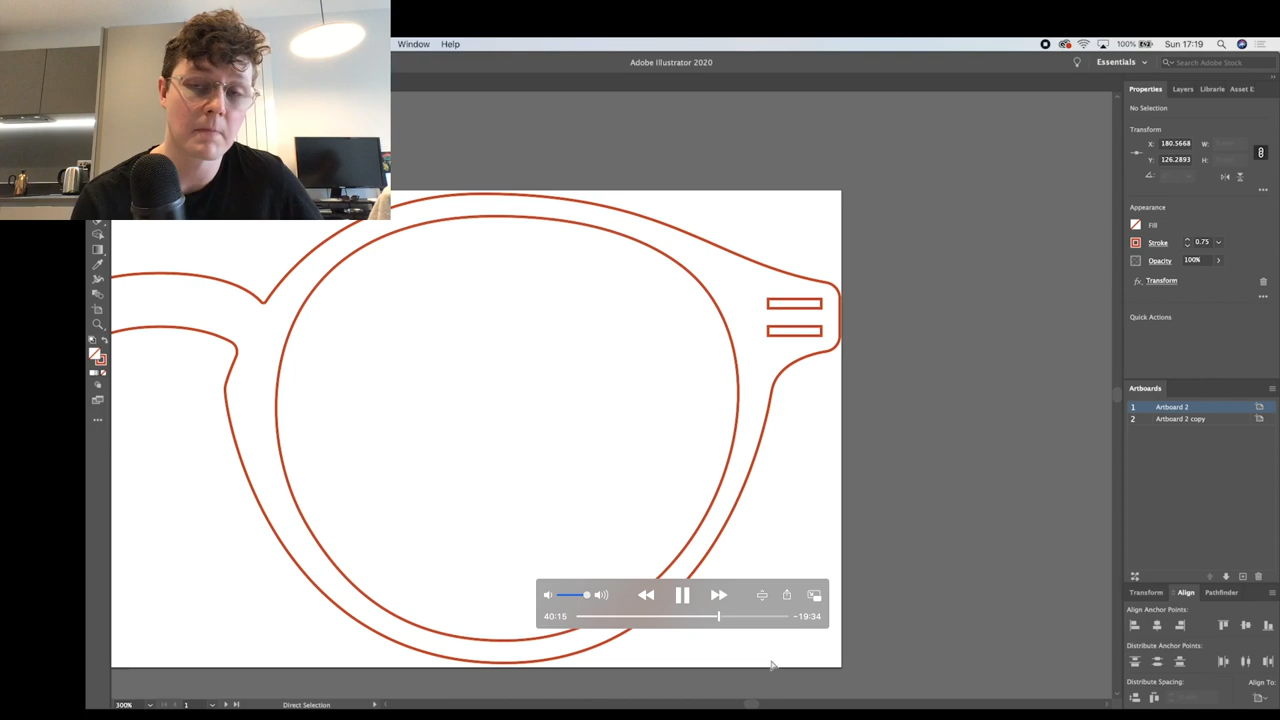 Window Help
100% Sun 17:19
Adobe Illustrator 2020
Essentials
Search Adobe Stock
Properties Layers Librarie Asset E
No Selection
Transform
X: 180.5668 W:
Y: 126.2893 H:
Appearance
Fill
Stroke 0.75
Opacity 100%
fx Transform
Quick Actions
Artboards
1 Artboard 2
2 Artboard 2 copy
Transform Align Pathfinder
Align Anchor Points:
Distribute Anchor Points:
Distribute Spacing: Align To:
40:15 -19:34
300% 1 Direct Selection